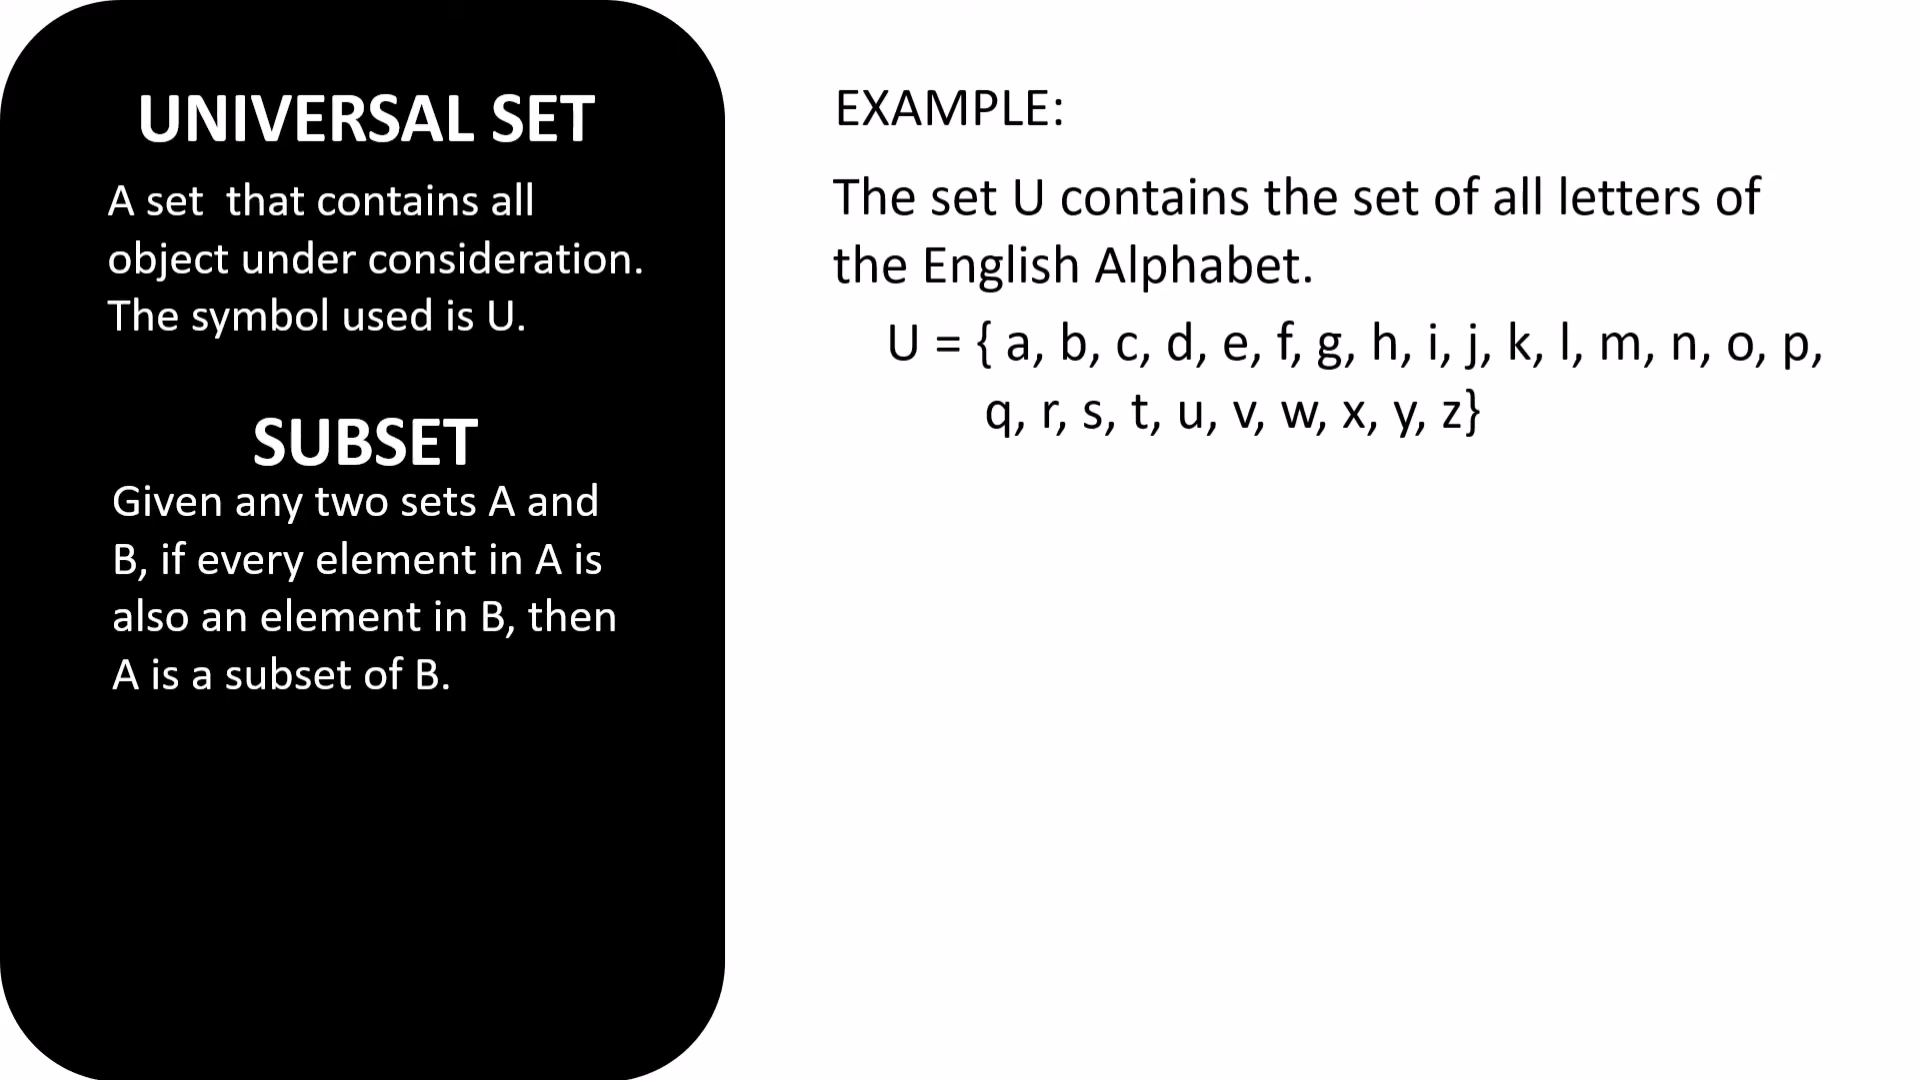 UNIVERSAL SET
A set  that contains all
object under consideration.
The symbol used is U.
SUBSET
Given any two sets A and
B, if every element in A is
also an element in B, then
A is a subset of B.
EXAMPLE:
The set U contains the set of all letters of
the English Alphabet.
U = { a, b, c, d, e, f, g, h, i, j, k, l, m, n, o, p,
q, r, s, t, u, v, w, x, y, z}